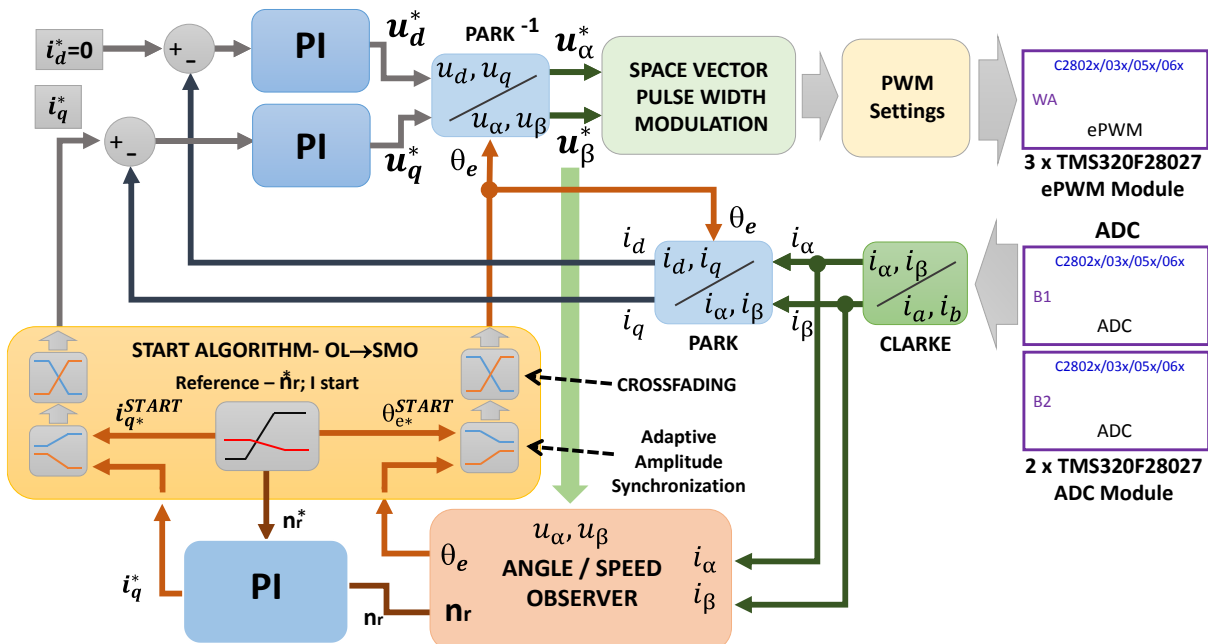 i*d=0
+
-
PI
u*d
PARK -1
u*α
ud, uq
uα, uβ
SPACE VECTOR
PULSE WIDTH
MODULATION
PWM
Settings
C2802x/03x/05x/06x
WA
ePWM
3 x TMS320F28027
ePWM Module
i*q
+
-
PI
u*q
θe
u*β
θe
id
iq
id, iq
iα, iβ
PARK
iα
iβ
iα, iβ
ia, ib
CLARKE
ADC
C2802x/03x/05x/06x
B1
ADC
C2802x/03x/05x/06x
B2
ADC
2 x TMS320F28027
ADC Module
START ALGORITHM- OL→SMO
Reference – n*r; I start
iq*START
θe*START
CROSSFADING
Adaptive
Amplitude
Synchronization
nr*
i*q
PI
nr
uα, uβ
θe
ANGLE / SPEED
OBSERVER
nr
iα
iβ